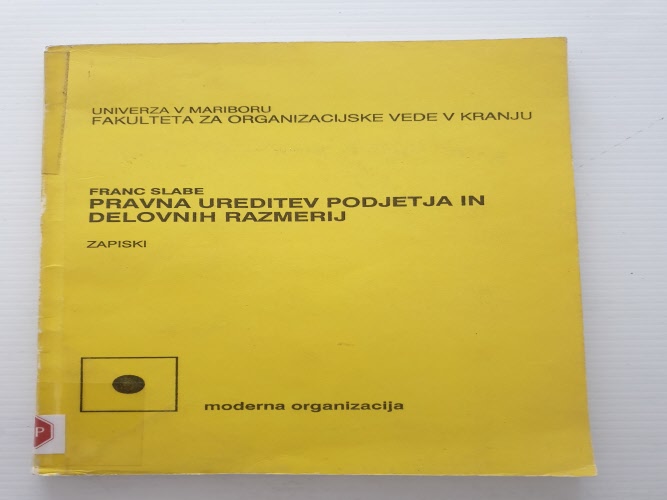 UNIVERZA V MARIBORU
FAKULTETA ZA ORGANIZACIJSKE VEDE V KRANJU
FRANC SLABE
PRAVNA UREDITEV PODJETJA IN
DELOVNIH RAZMERIJ
ZAPISKI
moderna organizacija
P